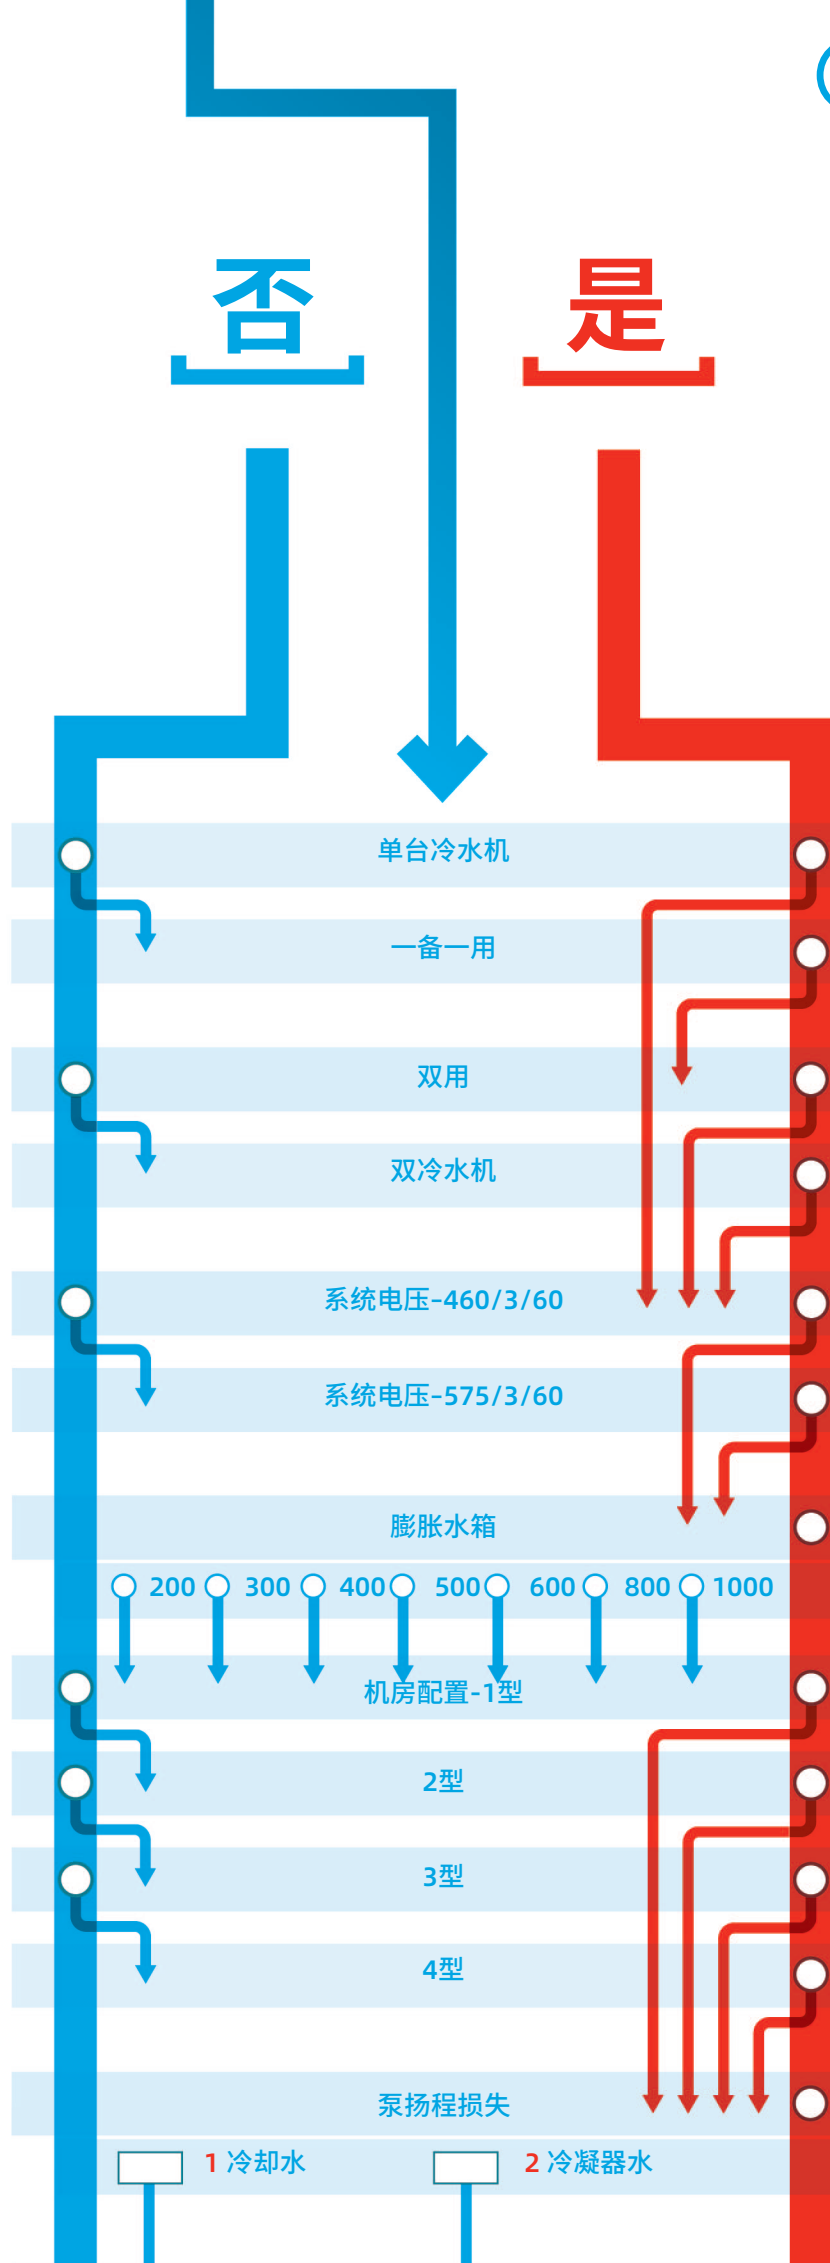 否
是
单台冷水机
一备一用
双用
双冷水机
系统电压-460/3/60
系统电压-575/3/60
膨胀水箱
200 300 400 500 600 800 1000
机房配置-1型
2型
3型
4型
泵扬程损失
1 冷却水 2 冷凝器水